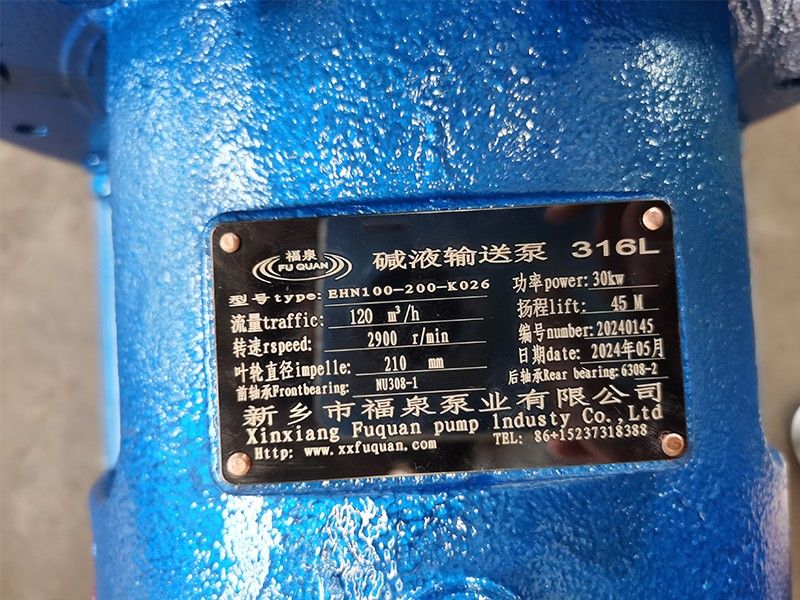 福泉
FU QUAN
碱液输送泵 316L
型号type: EHN100-200-K026
功率power: 30kw
流量traffic: 120 m³/h
扬程lift: 45 M
转速rspeed: 2900 r/min
编号number: 20240145
叶轮直径impelle: 210 mm
日期date: 2024年05月
前轴承Frontbearing: NU308-1
后轴承Rear bearing: 6308-2
新乡市福泉泵业有限公司
Xinxiang Fuquan pump lndusty Co.,Ltd
Http: www.xxfuquan.com
TEL: 86+15237318388